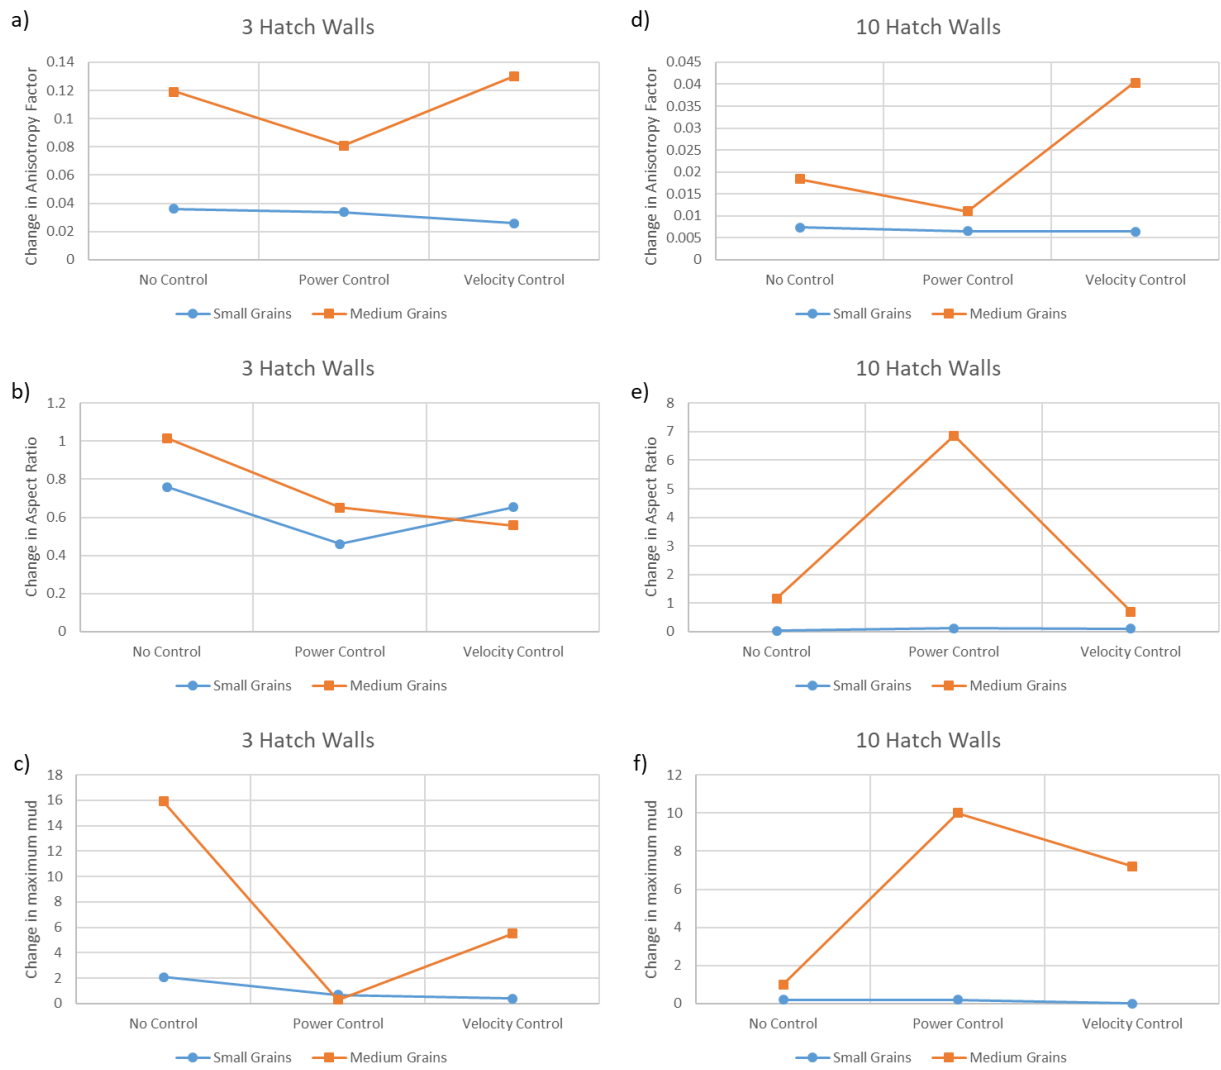 a)
3 Hatch Walls
Change in Anisotropy Factor
0.14
0.12
0.1
0.08
0.06
0.04
0.02
0
No Control Power Control Velocity Control
Small Grains Medium Grains
d)
10 Hatch Walls
Change in Anisotropy Factor
0.045
0.04
0.035
0.03
0.025
0.02
0.015
0.01
0.005
0
No Control Power Control Velocity Control
Small Grains Medium Grains
b)
3 Hatch Walls
Change in Aspect Ratio
1.2
1
0.8
0.6
0.4
0.2
0
No Control Power Control Velocity Control
Small Grains Medium Grains
e)
10 Hatch Walls
Change in Aspect Ratio
8
7
6
5
4
3
2
1
0
No Control Power Control Velocity Control
Small Grains Medium Grains
c)
3 Hatch Walls
Change in maximum mud
18
16
14
12
10
8
6
4
2
0
No Control Power Control Velocity Control
Small Grains Medium Grains
f)
10 Hatch Walls
Change in maximum mud
12
10
8
6
4
2
0
No Control Power Control Velocity Control
Small Grains Medium Grains